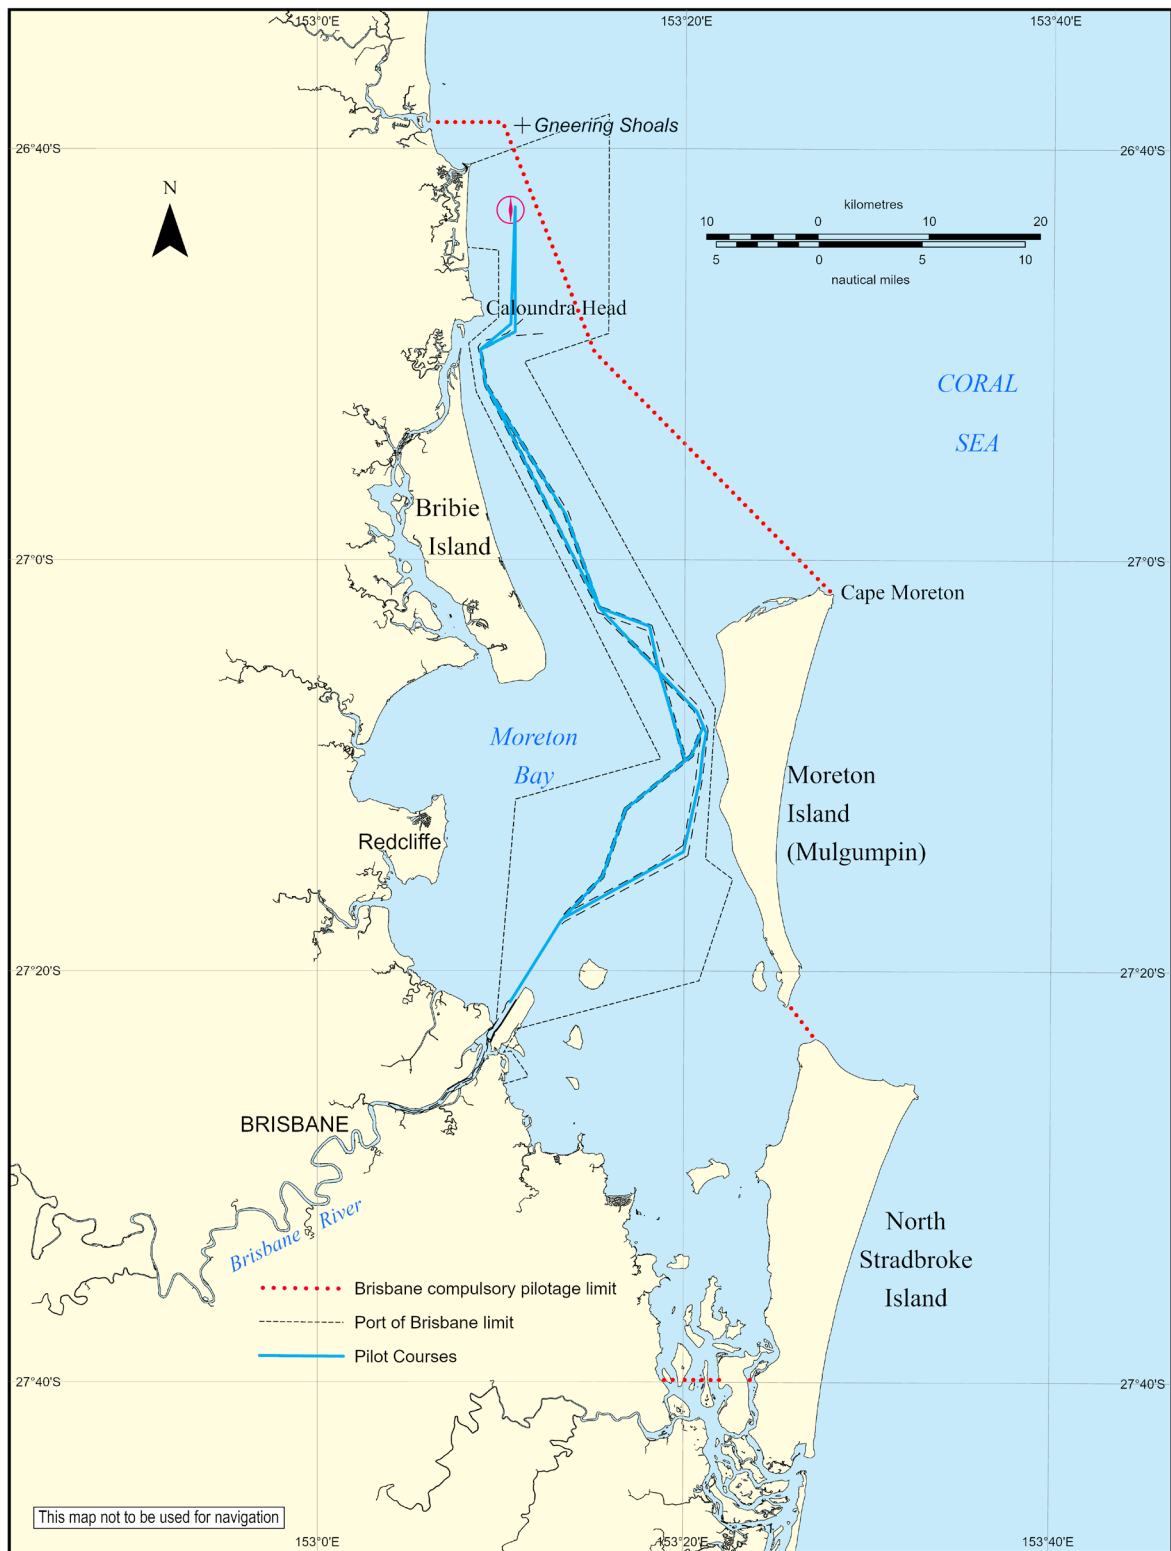 153°0'E
153°20'E
153°40'E
Gneering Shoals
26°40'S
26°40'S
N
kilometres
10 0 10 20
5 0 5 10
nautical miles
Caloundra Head
CORAL
SEA
Bribie
Island
27°0'S
27°0'S
Cape Moreton
Moreton
Bay
Moreton
Island
(Mulgumpin)
Redcliffe
27°20'S
27°20'S
BRISBANE
Brisbane River
North
Stradbroke
Island
Brisbane compulsory pilotage limit
Port of Brisbane limit
Pilot Courses
27°40'S
27°40'S
This map not to be used for navigation
153°0'E
153°20'E
153°40'E